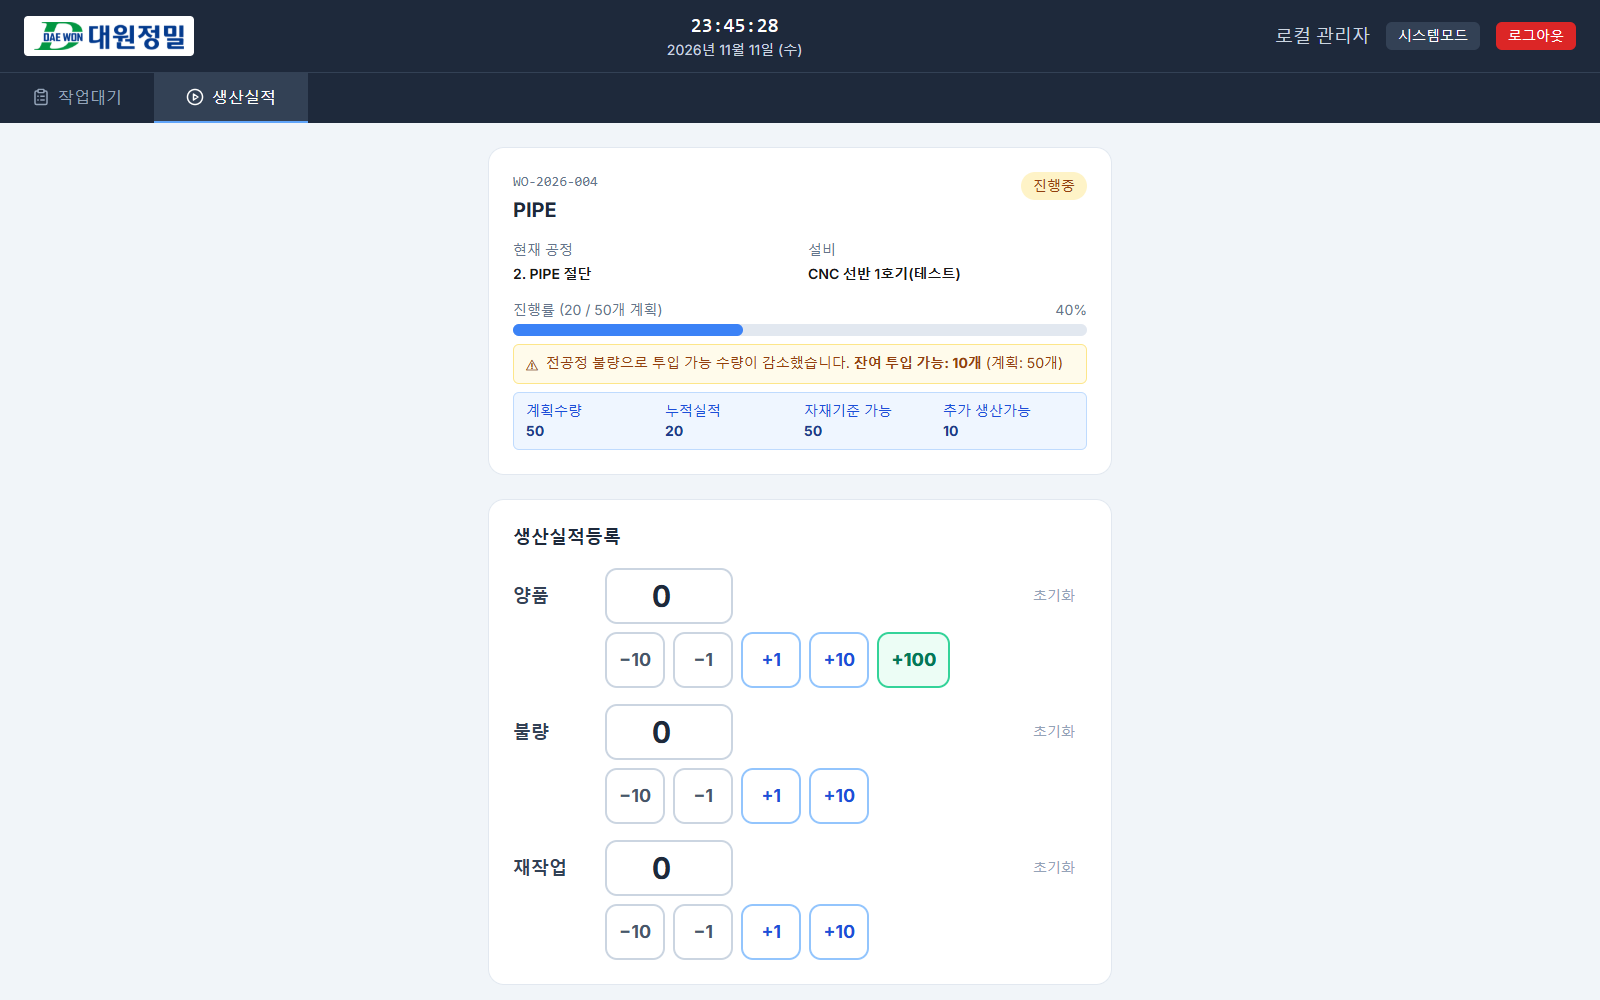 DAE WON 대원정밀
23:45:28
2026년 11월 11일 (수)
로컬 관리자
시스템모드
로그아웃
작업대기
생산실적
WO-2026-004
진행중
PIPE
현재 공정
설비
2. PIPE 절단
CNC 선반 1호기(테스트)
진행률 (20 / 50개 계획)
40%
⚠ 전공정 불량으로 투입 가능 수량이 감소했습니다. 잔여 투입 가능: 10개 (계획: 50개)
계획수량
누적실적
자재기준 가능
추가 생산가능
50
20
50
10
생산실적등록
양품
0
초기화
−10
−1
+1
+10
+100
불량
0
초기화
−10
−1
+1
+10
재작업
0
초기화
−10
−1
+1
+10